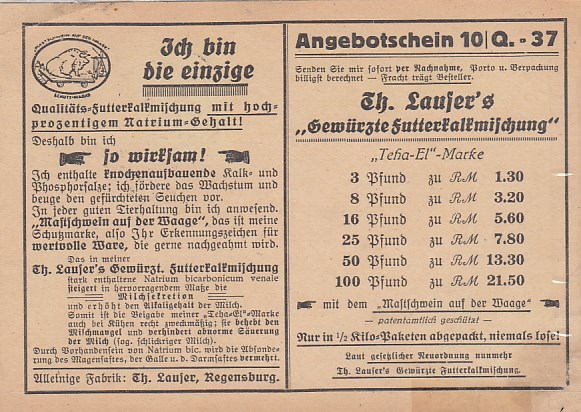 "MASTSCHWEIN AUF DER WAAGE"
SCHUTZ-MARKE
Ich bin
die einzige
Qualitäts-Futterkalkmischung mit hoch-
prozentigem Natrium-Gehalt!
Deshalb bin ich
so wirksam!
Ich enthalte knochenaufbauende Kalk- und
Phosphorsalze; ich fördere das Wachstum und
beuge den gefürchteten Seuchen vor.
In jeder guten Tierhaltung bin ich anwesend.
„Mastschwein auf der Waage", das ist meine
Schutzmarke, also Ihr Erkennungszeichen für
wertvolle Ware, die gerne nachgeahmt wird.
Das in meiner
Th. Lauser's Gewürzt. Futterkalkmischung
stark enthaltene Natrium bicarbonicum venale
steigert in hervorragendem Maße die
Milchsekretion
und erhöht den Alkaligehalt der Milch.
Somit ist die Beigabe meiner „Teha-El"-Marke
auch bei Kühen recht zweckmäßig; sie behebt den
Milchmangel und verhindert abnorme Säuerung
der Milch (sog. schlickriger Milch).
Durch Vorhandensein von Natrium bic. wird die Absonde-
rung des Magensaftes, der Galle u. d. Darmsaftes vermehrt.
Alleinige Fabrik: Th. Lauser, Regensburg.
Angebotschein 10|Q. - 37
Senden Sie mir sofort per Nachnahme, Porto u. Verpackung
billigst berechnet — Fracht trägt Besteller.
Th. Lauser's
„Gewürzte Futterkalkmischung"
„Teha-El"-Marke
3 Pfund zu RM 1.30
8 Pfund zu RM 3.20
16 Pfund zu RM 5.60
25 Pfund zu RM 7.80
50 Pfund zu RM 13.30
100 Pfund zu RM 21.50
mit dem „Mastschwein auf der Waage"
— patentamtlich geschützt —
Nur in 1/2 Kilo-Paketen abgepackt, niemals lose!
Laut gesetzlicher Neuordnung nunmehr
Th. Lauser's Gewürzte Futterkalkmischung.